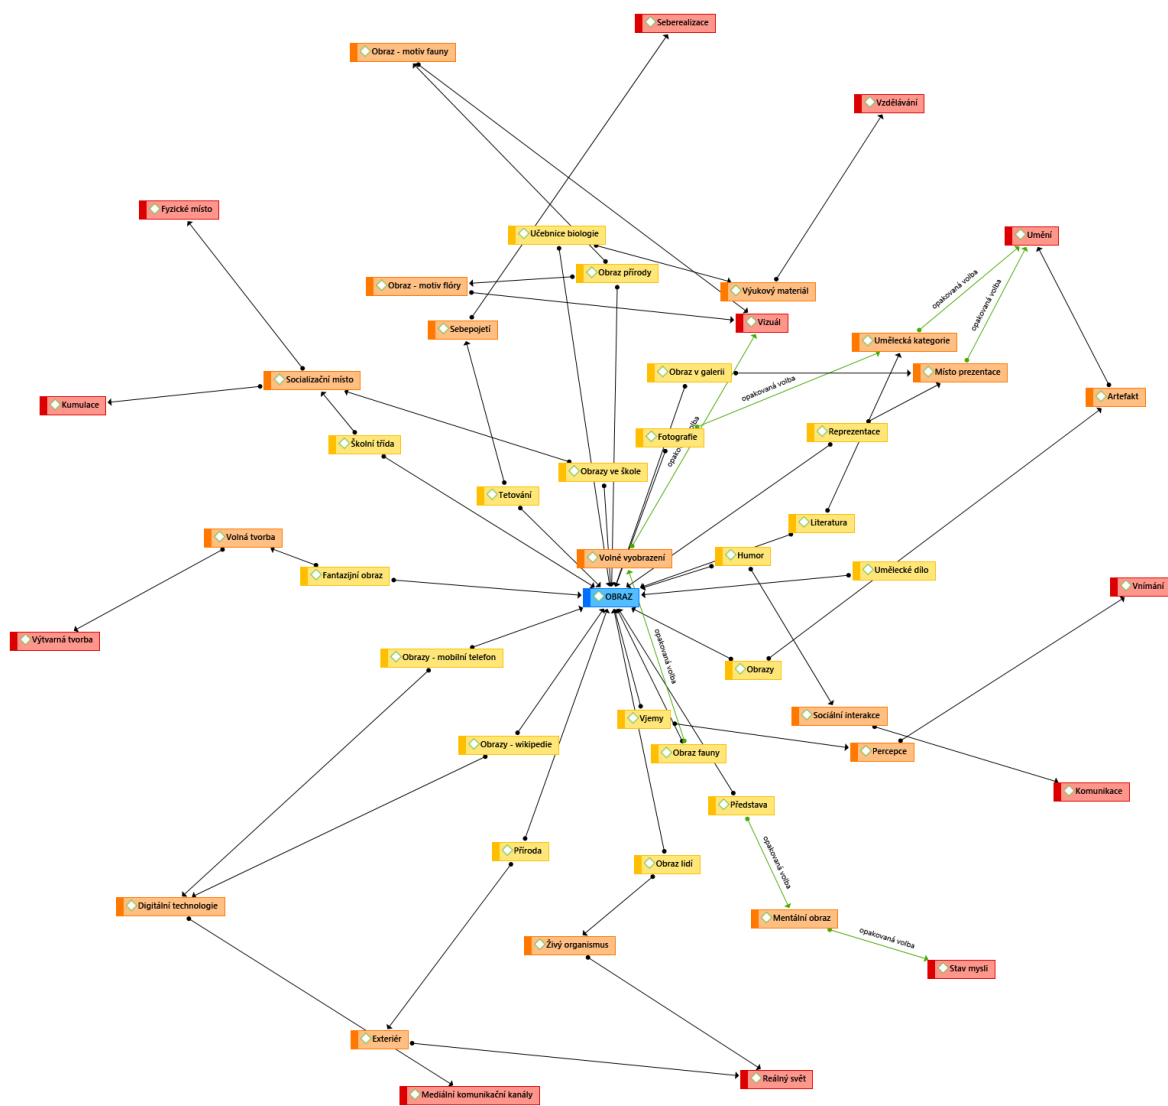 Seberealizace
Obraz - motiv fauny
Vzdělávání
Fyzické místo
Učebnice biologie
Umění
Obraz přírody
Obraz - motiv flóry
Výukový materiál
opakovaná volba
opakovaná volba
Vizuál
Sebepojetí
Umělecká kategorie
Obraz v galerii
Místo prezentace
Socializační místo
opakovaná volba
Artefakt
Kumulace
Fotografie
Reprezentace
Školní třída
opakovaná volba
Obrazy ve škole
Tetování
Literatura
Volná tvorba
Volné vyobrazení
Humor
Fantazijní obraz
Umělecké dílo
Vnímání
OBRAZ
Výtvarná tvorba
opakovaná volba
Obrazy - mobilní telefon
Obrazy
Vjemy
Sociální interakce
Obrazy - wikipedie
Obraz fauny
Percepce
Komunikace
Představa
Příroda
opakovaná volba
Obraz lidí
Digitální technologie
Mentální obraz
opakovaná volba
Živý organismus
Stav mysli
Exteriér
Reálný svět
Mediální komunikační kanály